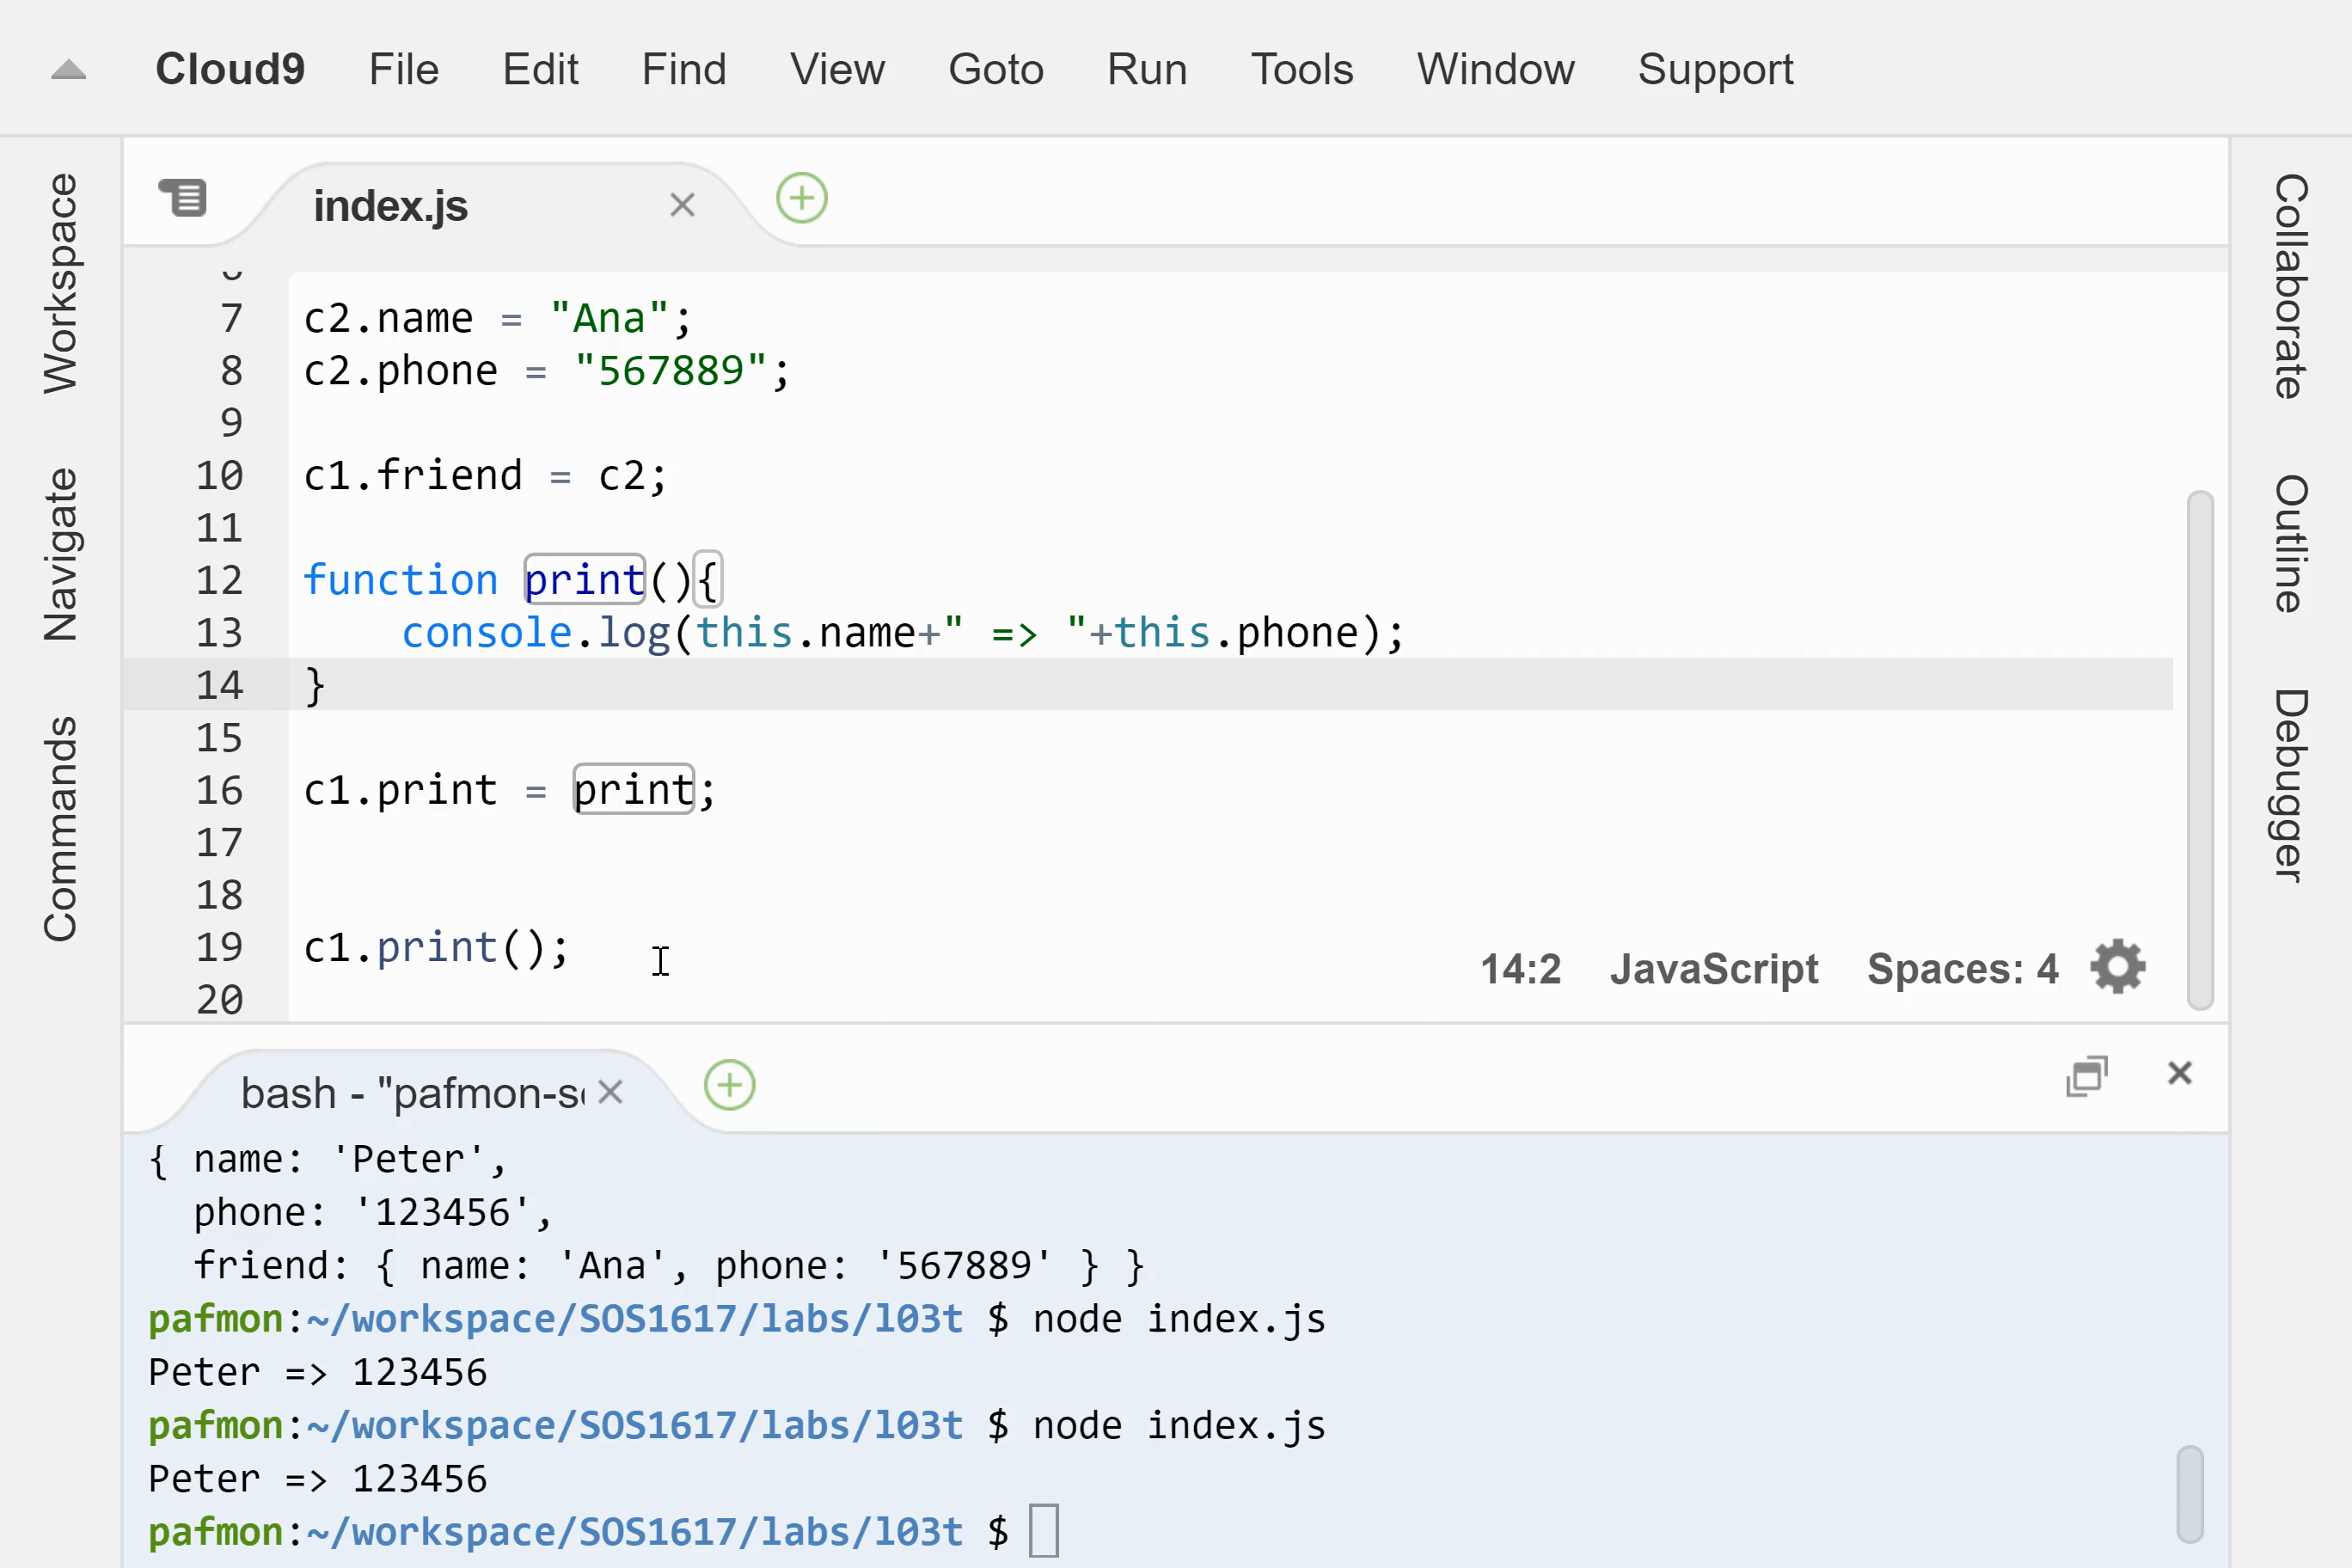 Cloud9 File Edit Find View Goto Run Tools Window Support
Workspace
Navigate
Commands
index.js
7 c2.name = "Ana";
8 c2.phone = "567889";
9
10 c1.friend = c2;
11
12 function print(){
13 console.log(this.name+" => "+this.phone);
14 }
15
16 c1.print = print;
17
18
19 c1.print();
20
14:2 JavaScript Spaces: 4
Collaborate
Outline
Debugger
bash - "pafmon-s
{ name: 'Peter',
phone: '123456',
friend: { name: 'Ana', phone: '567889' } }
pafmon:~/workspace/SOS1617/labs/l03t $ node index.js
Peter => 123456
pafmon:~/workspace/SOS1617/labs/l03t $ node index.js
Peter => 123456
pafmon:~/workspace/SOS1617/labs/l03t $